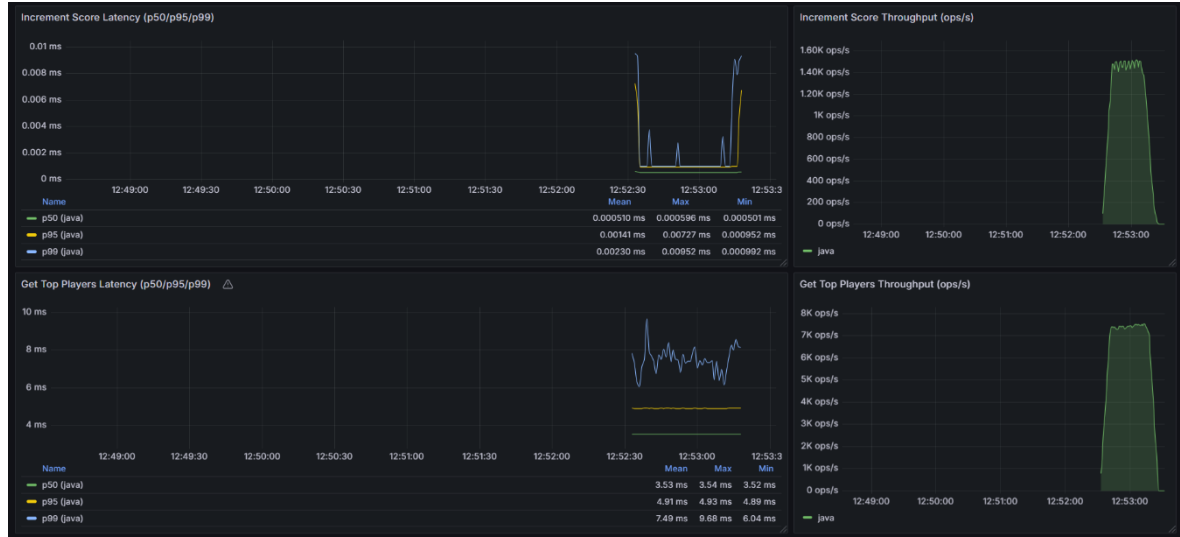 Increment Score Latency (p50/p95/p99)
0.01 ms
0.008 ms
0.006 ms
0.004 ms
0.002 ms
0 ms
12:49:00 12:49:30 12:50:00 12:50:30 12:51:00 12:51:30 12:52:00 12:52:30 12:53:00 12:53:3
Name Mean Max Min
p50 (java) 0.000510 ms 0.000596 ms 0.000501 ms
p95 (java) 0.00141 ms 0.00727 ms 0.000952 ms
p99 (java) 0.00230 ms 0.00952 ms 0.000992 ms
Increment Score Throughput (ops/s)
1.60K ops/s
1.40K ops/s
1.20K ops/s
1K ops/s
800 ops/s
600 ops/s
400 ops/s
200 ops/s
0 ops/s
12:49:00 12:50:00 12:51:00 12:52:00 12:53:00
java
Get Top Players Latency (p50/p95/p99)
10 ms
8 ms
6 ms
4 ms
12:49:00 12:49:30 12:50:00 12:50:30 12:51:00 12:51:30 12:52:00 12:52:30 12:53:00 12:53:3
Name Mean Max Min
p50 (java) 3.53 ms 3.54 ms 3.52 ms
p95 (java) 4.91 ms 4.93 ms 4.89 ms
p99 (java) 7.49 ms 9.68 ms 6.04 ms
Get Top Players Throughput (ops/s)
8K ops/s
7K ops/s
6K ops/s
5K ops/s
4K ops/s
3K ops/s
2K ops/s
1K ops/s
0 ops/s
12:49:00 12:50:00 12:51:00 12:52:00 12:53:00
java